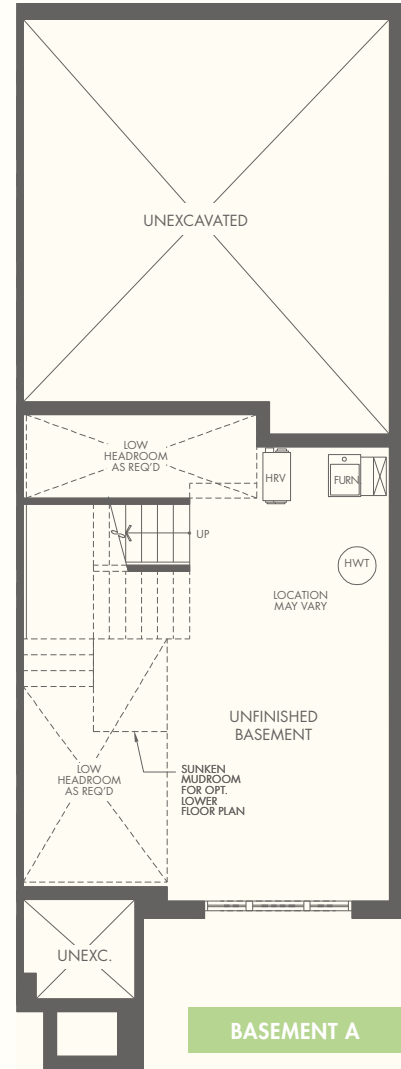 UNEXCAVATED
LOW
HEADROOM
AS REQ'D
HRV
FURN.
UP
HWT
LOCATION
MAY VARY
UNFINISHED
BASEMENT
LOW
HEADROOM
AS REQ'D
SUNKEN
MUDROOM
FOR OPT.
LOWER
FLOOR PLAN
UNEXC.
BASEMENT A